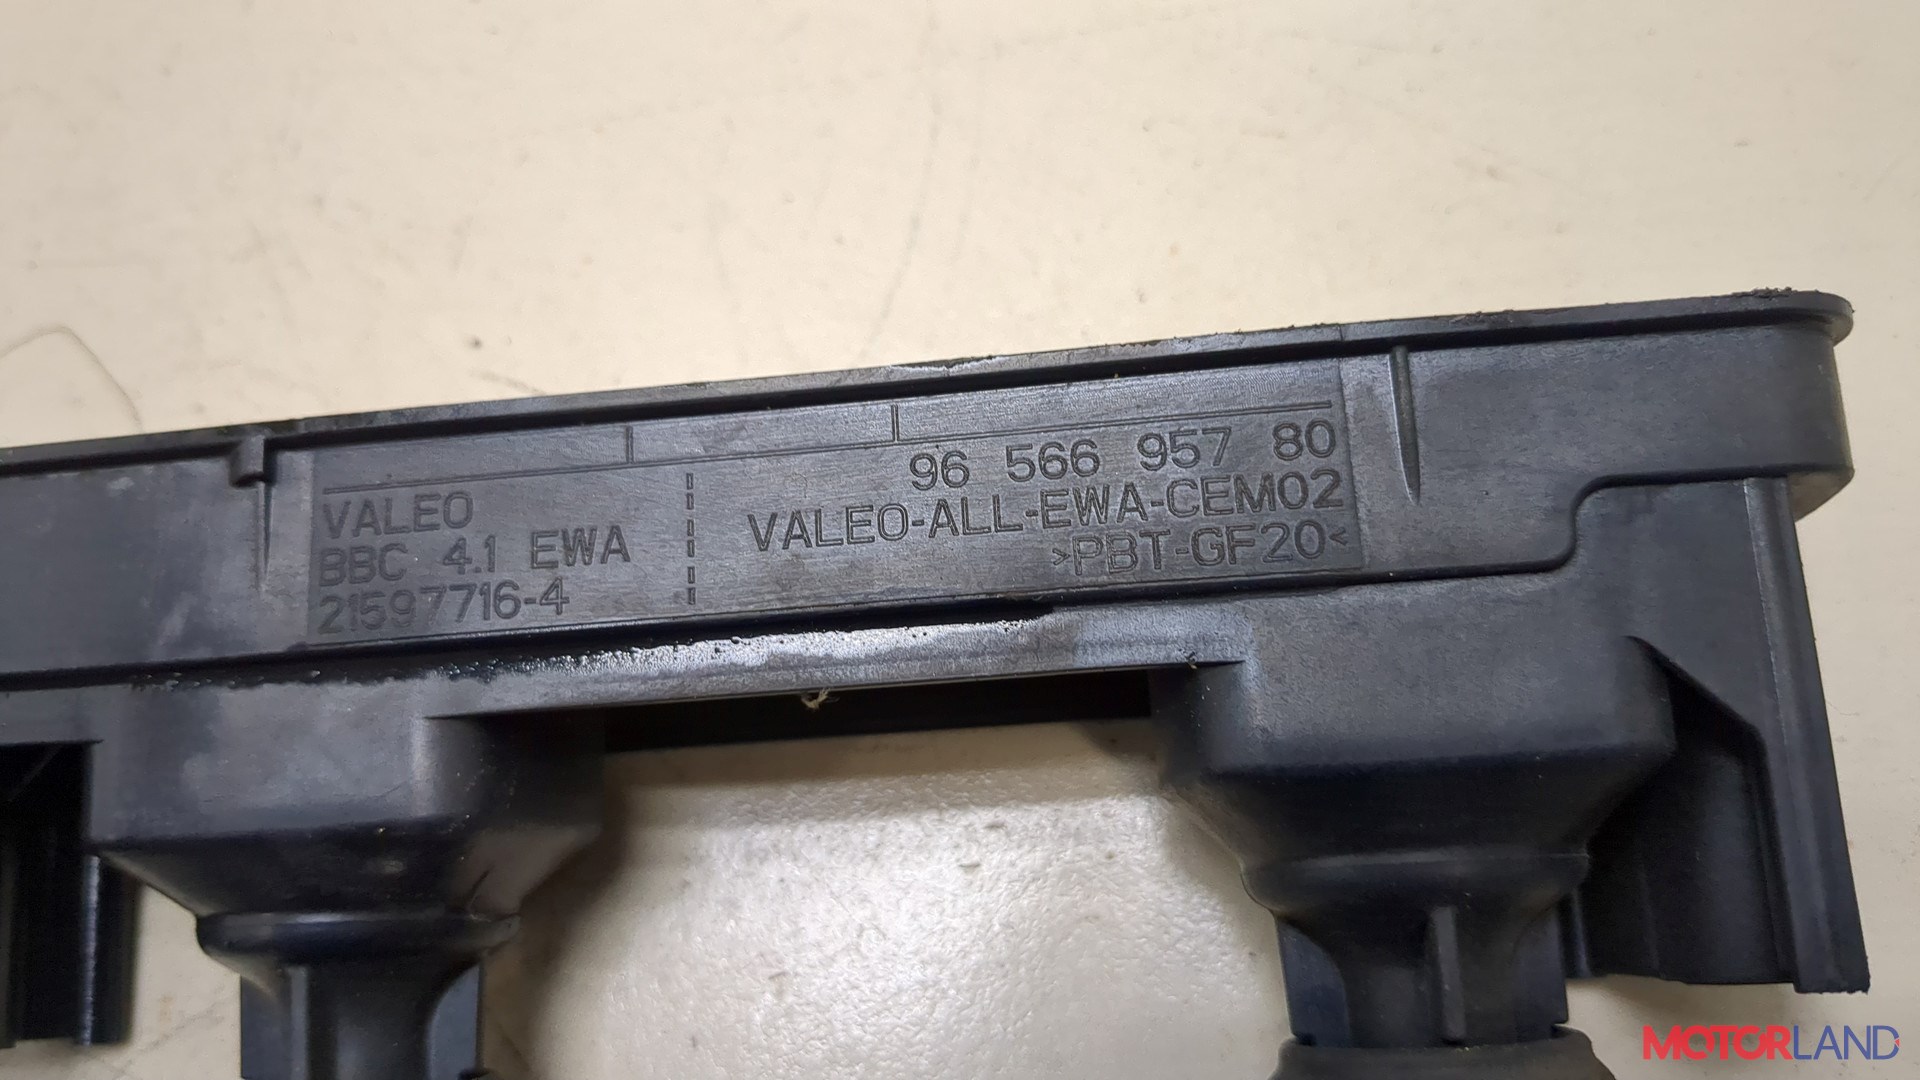 VALEO
BBC 4.1 EWA
21597716-4
96 566 957 80
VALEO-ALL-EWA-CEM02
>PBT-GF20<
MOTORLAND